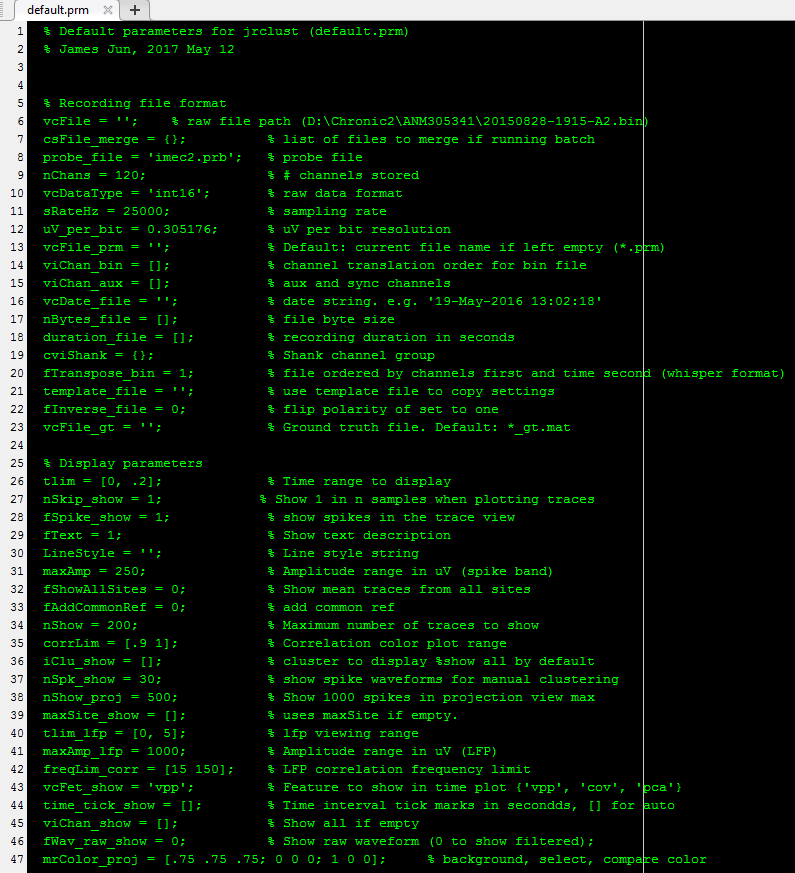 default.prm
1 % Default parameters for jrclust (default.prm)
2 % James Jun, 2017 May 12
3
4
5 % Recording file format
6 vcFile = ''; % raw file path (D:\Chronic2\ANM305341\20150828-1915-A2.bin)
7 csFile_merge = {}; % list of files to merge if running batch
8 probe_file = 'imec2.prb'; % probe file
9 nChans = 120; % # channels stored
10 vcDataType = 'int16'; % raw data format
11 sRateHz = 25000; % sampling rate
12 uV_per_bit = 0.305176; % uV per bit resolution
13 vcFile_prm = ''; % Default: current file name if left empty (*.prm)
14 viChan_bin = []; % channel translation order for bin file
15 viChan_aux = []; % aux and sync channels
16 vcDate_file = ''; % date string. e.g. '19-May-2016 13:02:18'
17 nBytes_file = []; % file byte size
18 duration_file = []; % recording duration in seconds
19 cviShank = {}; % Shank channel group
20 fTranspose_bin = 1; % file ordered by channels first and time second (whisper format)
21 template_file = ''; % use template file to copy settings
22 fInverse_file = 0; % flip polarity of set to one
23 vcFile_gt = ''; % Ground truth file. Default: *_gt.mat
24
25 % Display parameters
26 tlim = [0, .2]; % Time range to display
27 nSkip_show = 1; % Show 1 in n samples when plotting traces
28 fSpike_show = 1; % show spikes in the trace view
29 fText = 1; % Show text description
30 LineStyle = ''; % Line style string
31 maxAmp = 250; % Amplitude range in uV (spike band)
32 fShowAllSites = 0; % Show mean traces from all sites
33 fAddCommonRef = 0; % add common ref
34 nShow = 200; % Maximum number of traces to show
35 corrLim = [.9 1]; % Correlation color plot range
36 iClu_show = []; % cluster to display %show all by default
37 nSpk_show = 30; % show spike waveforms for manual clustering
38 nShow_proj = 500; % Show 1000 spikes in projection view max
39 maxSite_show = []; % uses maxSite if empty.
40 tlim_lfp = [0, 5]; % lfp viewing range
41 maxAmp_lfp = 1000; % Amplitude range in uV (LFP)
42 freqLim_corr = [15 150]; % LFP correlation frequency limit
43 vcFet_show = 'vpp'; % Feature to show in time plot {'vpp', 'cov', 'pca'}
44 time_tick_show = []; % Time interval tick marks in secondds, [] for auto
45 viChan_show = []; % Show all if empty
46 fWav_raw_show = 0; % Show raw waveform (0 to show filtered);
47 mrColor_proj = [.75 .75 .75; 0 0 0; 1 0 0]; % background, select, compare color